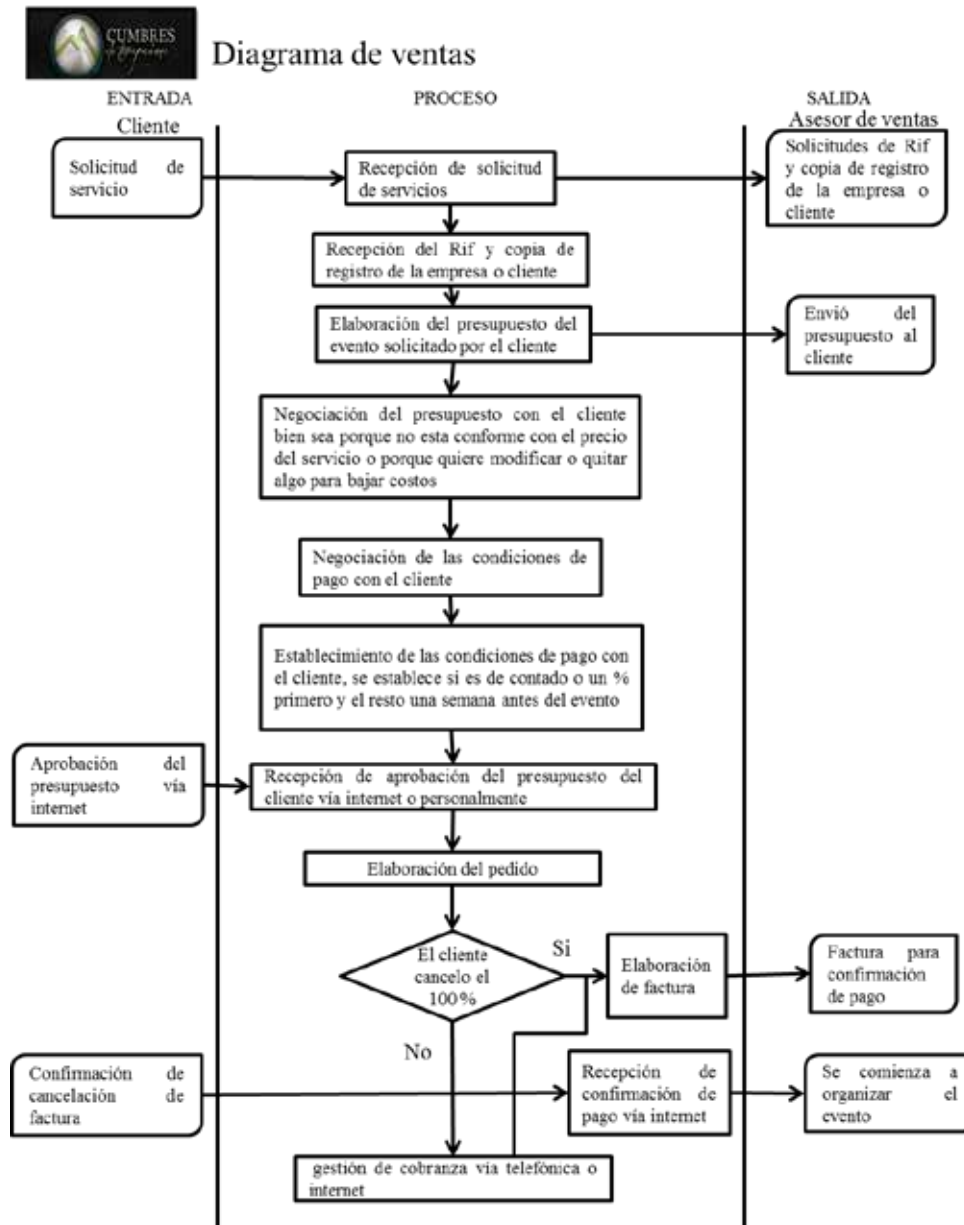 CUMBRES
Diagrama de ventas
ENTRADA
PROCESO
SALIDA
Cliente
Asesor de ventas
Solicitud de
servicio
Recepción de solicitud
de servicios
Solicitudes de Rif
y copia de registro
de la empresa o
cliente
Recepción del Rif y copia de
registro de la empresa o cliente
Elaboración del presupuesto del
evento solicitado por el cliente
Envió del
presupuesto al
cliente
Negociación del presupuesto con el cliente
bien sea porque no esta conforme con el precio
del servicio o porque quiere modificar o quitar
algo para bajar costos
Negociación de las condiciones de
pago con el cliente
Establecimiento de las condiciones de pago con
el cliente, se establece si es de contado o un %
primero y el resto una semana antes del evento
Aprobación del
presupuesto vía
internet
Recepción de aprobación del presupuesto del
cliente vía internet o personalmente
Elaboración del pedido
El cliente
cancelo el
100%
Si
Elaboración
de factura
Factura para
confirmación
de pago
No
Confirmación de
cancelación de
factura
Recepción de
confirmación de
pago vía internet
Se comienza a
organizar el
evento
gestión de cobranza vía telefónica o
internet